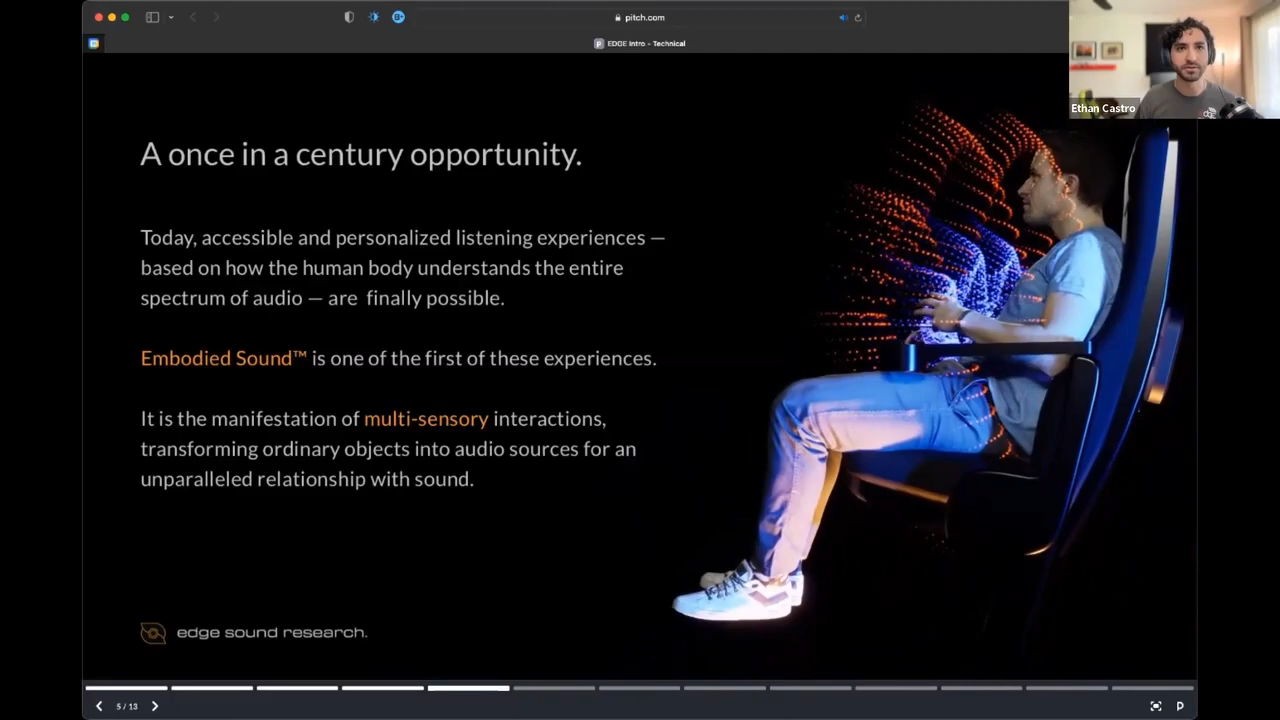 pitch.com
EDGE Intro - Technical
Ethan Castro
A once in a century opportunity.
Today, accessible and personalized listening experiences —
based on how the human body understands the entire
spectrum of audio — are finally possible.
Embodied Sound™ is one of the first of these experiences.
It is the manifestation of multi-sensory interactions,
transforming ordinary objects into audio sources for an
unparalleled relationship with sound.
edge sound research.
5 / 13